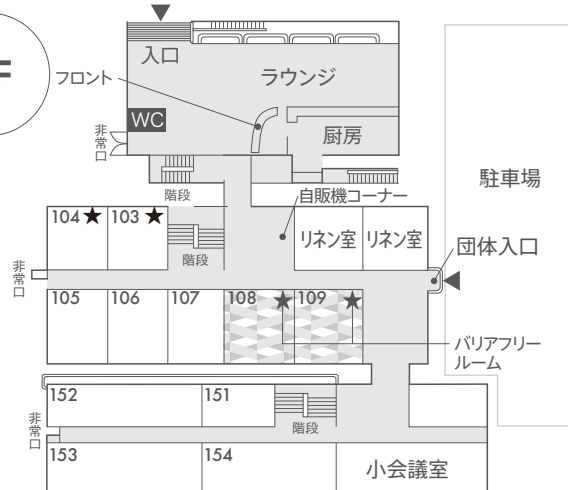 入口
フロント
ラウンジ
WC
非常口
厨房
駐車場
階段
自販機コーナー
104★
103★
リネン室
リネン室
団体入口
階段
非常口
105
106
107
108★
109★
バリアフリー
ルーム
152
151
非常口
階段
153
154
小会議室